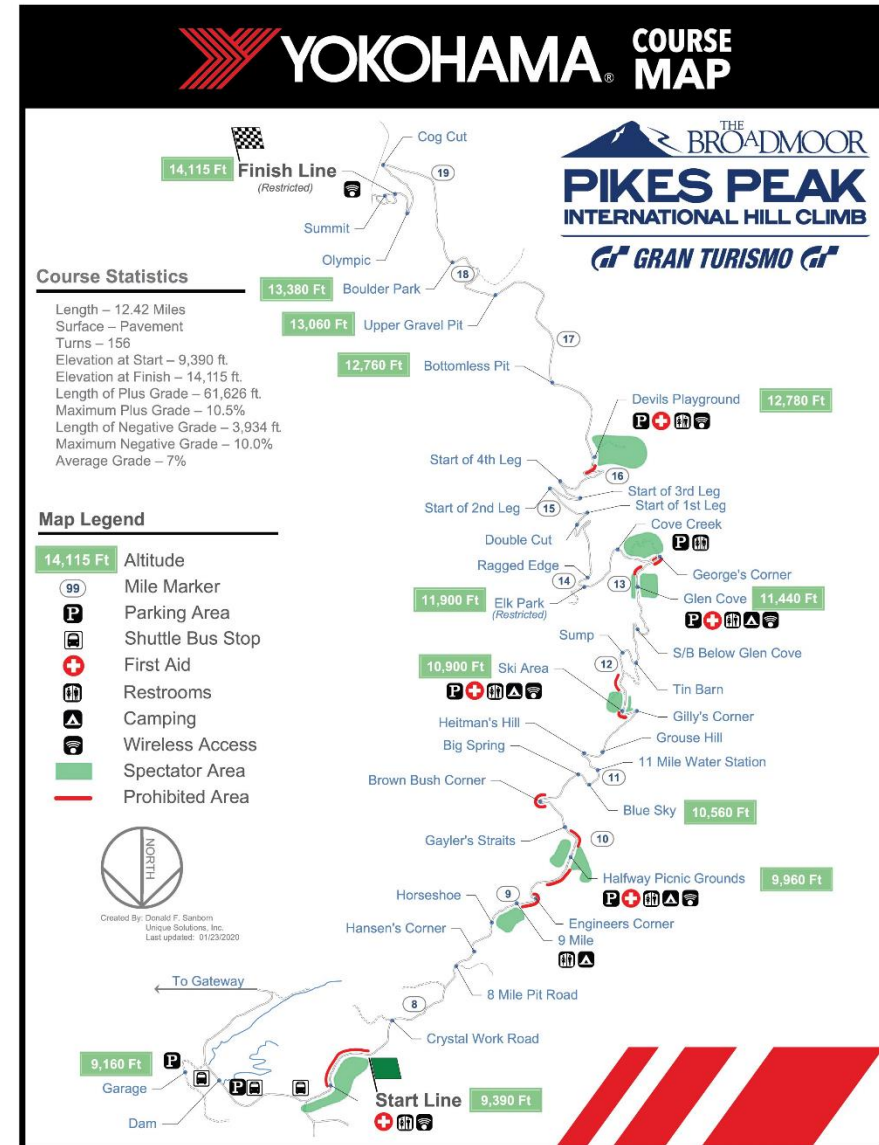 YOKOHAMA®
COURSE
MAP
THE
BROADMOOR
PIKES PEAK
INTERNATIONAL HILL CLIMB
GT GRAN TURISMO GT
Cog Cut
14,115 Ft
Finish Line
(Restricted)
19
Summit
Olympic
18
13,380 Ft
Boulder Park
13,060 Ft
Upper Gravel Pit
17
12,760 Ft
Bottomless Pit
Devils Playground
12,780 Ft
P
Course Statistics
Length – 12.42 Miles
Surface – Pavement
Turns – 156
Elevation at Start – 9,390 ft.
Elevation at Finish – 14,115 ft.
Length of Plus Grade – 61,626 ft.
Maximum Plus Grade – 10.5%
Length of Negative Grade – 3,934 ft.
Maximum Negative Grade – 10.0%
Average Grade – 7%
Start of 4th Leg
16
Start of 3rd Leg
Start of 2nd Leg
15
Start of 1st Leg
Double Cut
Cove Creek
P
Ragged Edge
14
George's Corner
13
11,900 Ft
Elk Park
(Restricted)
Glen Cove
11,440 Ft
P
Sump
S/B Below Glen Cove
12
10,900 Ft
Ski Area
P
Tin Barn
Heitman's Hill
Gilly's Corner
Big Spring
Grouse Hill
11 Mile Water Station
11
Brown Bush Corner
Blue Sky
10,560 Ft
Gayler's Straits
10
Halfway Picnic Grounds
9,960 Ft
P
Horseshoe
9
Engineers Corner
Hansen's Corner
9 Mile
8 Mile Pit Road
8
Crystal Work Road
Map Legend
14,115 Ft
Altitude
99
Mile Marker
P
Parking Area
Shuttle Bus Stop
First Aid
Restrooms
Camping
Wireless Access
Spectator Area
Prohibited Area
NORTH
Created By: Donald F. Sanborn
Unique Solutions, Inc.
Last updated: 01/23/2020
To Gateway
9,160 Ft
P
Garage
P
Dam
Start Line
9,390 Ft